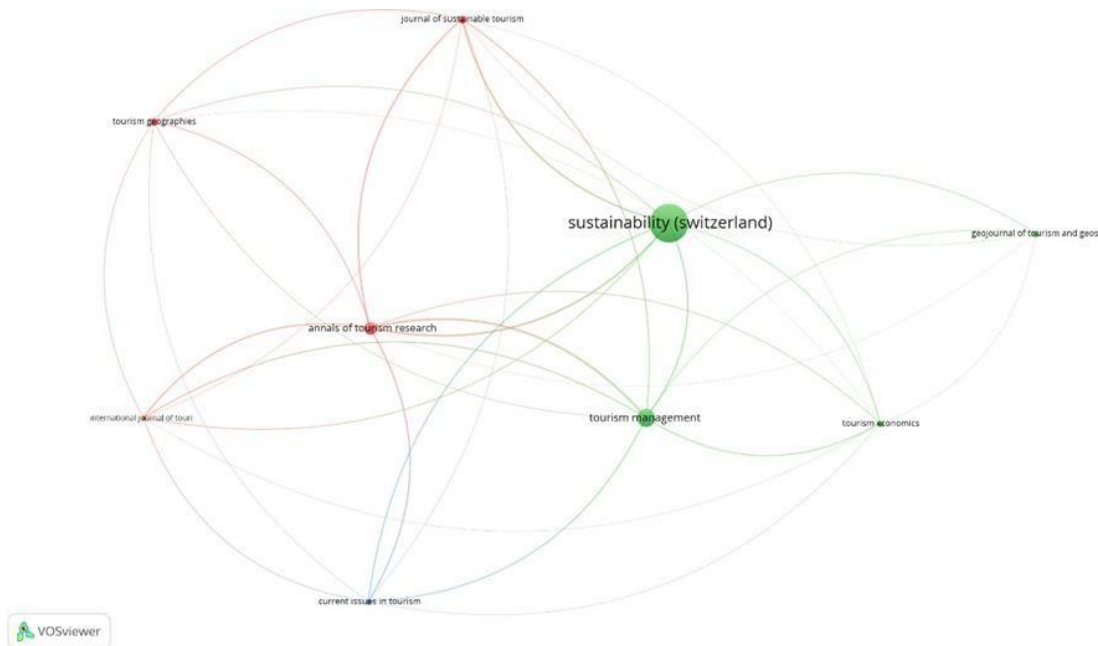 journal of sustainable tourism
tourism geographies
sustainability (switzerland)
geojournal of tourism and geos
annals of tourism research
international journal of touri
tourism management
tourism economics
current issues in tourism
VOSviewer